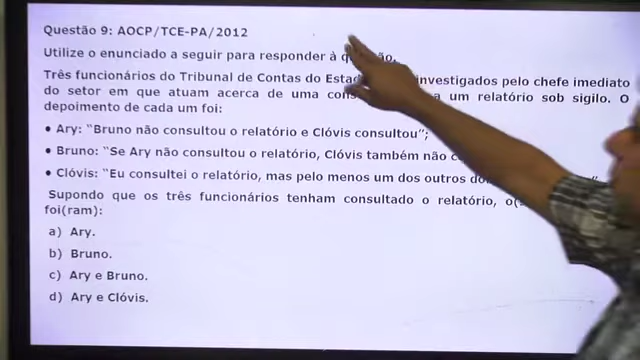 Questão 9: AOCP/TCE-PA/2012
Utilize o enunciado a seguir para responder à
Três funcionários do Tribunal de Contas do investigados pelo chefe imediato
do setor em que atuam acerca de uma a um relatório sob sigilo. O
depoimento de cada um foi:
• Ary: “Bruno não consultou o relatório e Clóvis consultou”;
• Bruno: “Se Ary não consultou o relatório, Clóvis também não
• Clóvis: “Eu consultei o relatório, mas pelo menos um dos outros
Supondo que os três funcionários tenham consultado o relatório,
foi(ram):
a) Ary.
b) Bruno.
c) Ary e Bruno.
d) Ary e Clóvis.